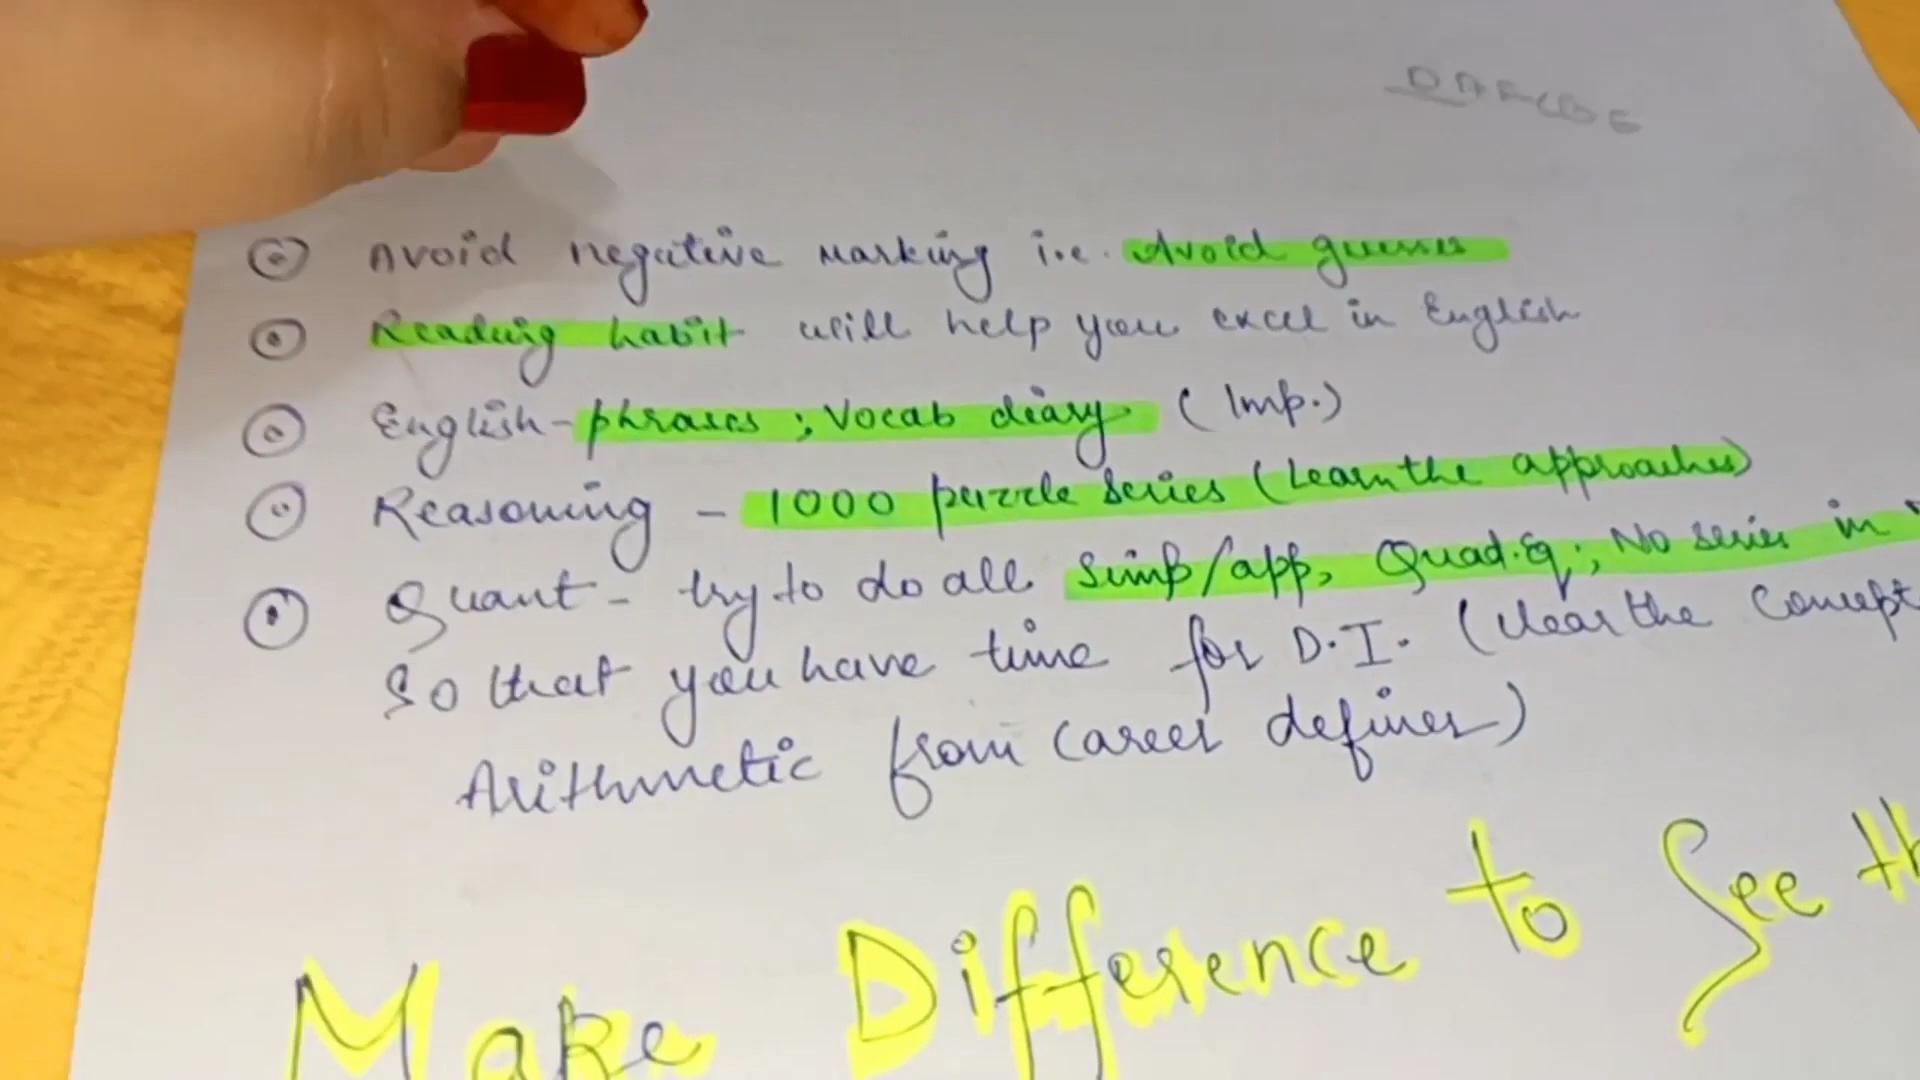 Avoid negative marking i.e. Avoid guesses
Reading habit will help you excel in English
English - phrases ; Vocab diary (Imp.)
Reasoning - 1000 puzzle series (Learn the approaches)
Quant - try to do all Simp/app, Quad.Eq ; No series in
So that you have time for D.I. (Clear the Concept
Arithmetic from Career definer)
Make Difference to See